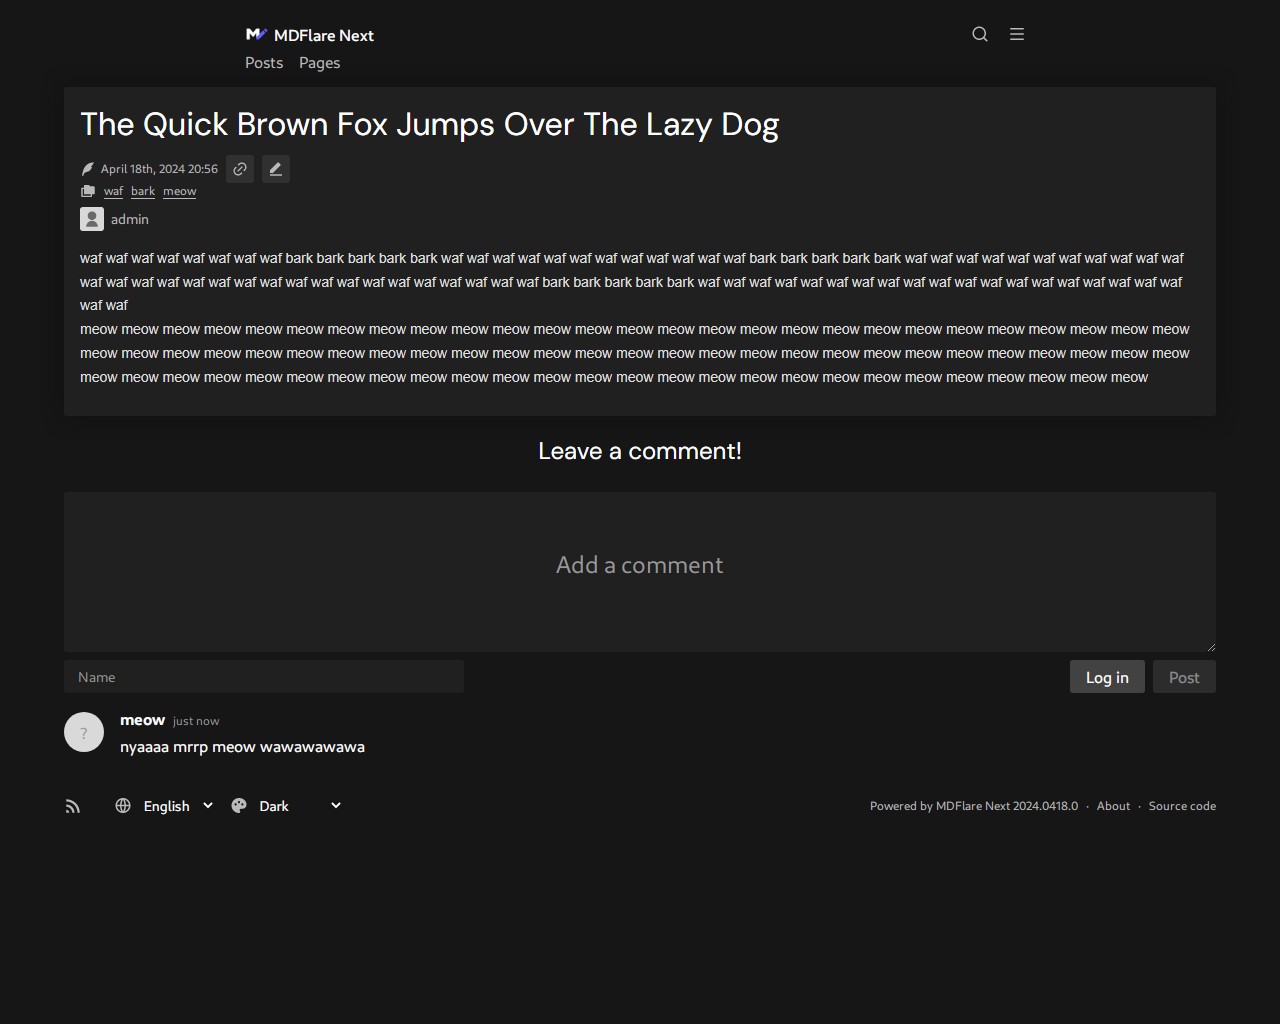 MDFlare Next
Posts Pages
The Quick Brown Fox Jumps Over The Lazy Dog
April 18th, 2024 20:56
waf bark meow
admin
waf waf waf waf waf waf waf waf bark bark bark bark bark waf waf waf waf waf waf waf waf waf waf waf waf bark bark bark bark bark waf waf waf waf waf waf waf waf waf waf waf
waf waf waf waf waf waf waf waf waf waf waf waf waf waf waf waf waf waf bark bark bark bark bark waf waf waf waf waf waf waf waf waf waf waf waf waf waf waf waf waf waf waf
waf waf
meow meow meow meow meow meow meow meow meow meow meow meow meow meow meow meow meow meow meow meow meow meow meow meow meow meow meow
meow meow meow meow meow meow meow meow meow meow meow meow meow meow meow meow meow meow meow meow meow meow meow meow meow meow meow
meow meow meow meow meow meow meow meow meow meow meow meow meow meow meow meow meow meow meow meow meow meow meow meow meow meow
Leave a comment!
Add a comment
Name Log in Post
? meow just now
nyaaaa mrrp meow wawawawawa
English Dark Powered by MDFlare Next 2024.0418.0 · About · Source code